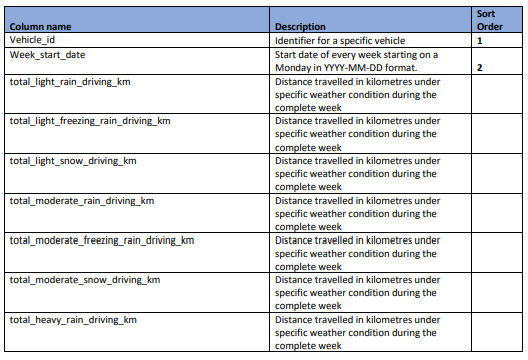 Column name Description Sort Order
Vehicle_id Identifier for a specific vehicle 1
Week_start_date Start date of every week starting on a
Monday in YYYY-MM-DD format. 2
total_light_rain_driving_km Distance travelled in kilometres under
specific weather condition during the
complete week
total_light_freezing_rain_driving_km Distance travelled in kilometres under
specific weather condition during the
complete week
total_light_snow_driving_km Distance travelled in kilometres under
specific weather condition during the
complete week
total_moderate_rain_driving_km Distance travelled in kilometres under
specific weather condition during the
complete week
total_moderate_freezing_rain_driving_km Distance travelled in kilometres under
specific weather condition during the
complete week
total_moderate_snow_driving_km Distance travelled in kilometres under
specific weather condition during the
complete week
total_heavy_rain_driving_km Distance travelled in kilometres under
specific weather condition during the
complete week